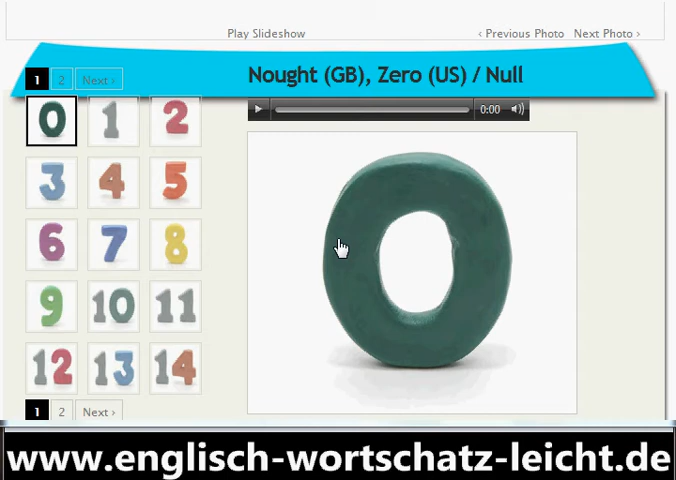 Play Slideshow ‹ Previous Photo Next Photo ›
1 2 Next ›
Nought (GB), Zero (US) / Null
0:00
0 1 2
3 4 5
6 7 8
9 10 11
12 13 14
0
1 2 Next ›
www.englisch-wortschatz-leicht.de